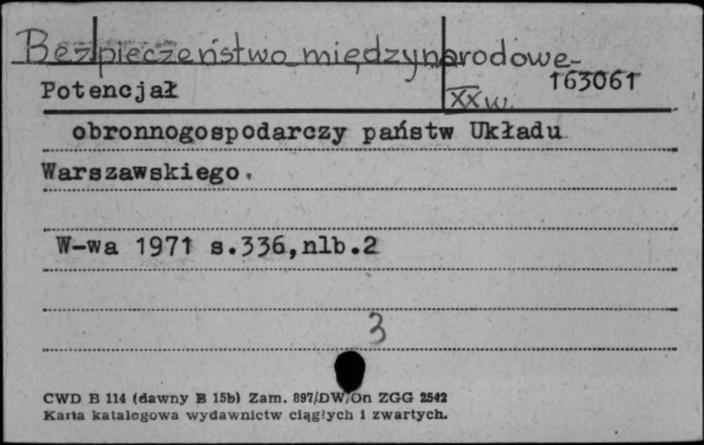 Bezpieczeństwo międzynarodowe-
Potencjał
XX w.
163061
obronnogospodarczy państw Układu
Warszawskiego.
W-wa 1971 s.336,nlb.2
3
CWD B 114 (dawny B 15b) Zam. 897/DW/On ZGG 2542
Karta katalogowa wydawnictw ciągłych i zwartych.